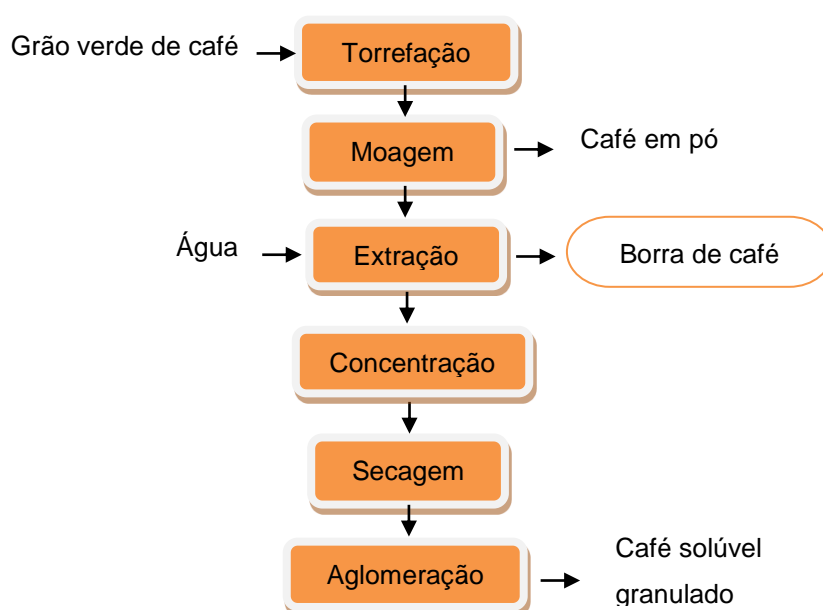 Grão verde de café
Torrefação
Moagem
Café em pó
Água
Extração
Borra de café
Concentração
Secagem
Aglomeração
Café solúvel
granulado